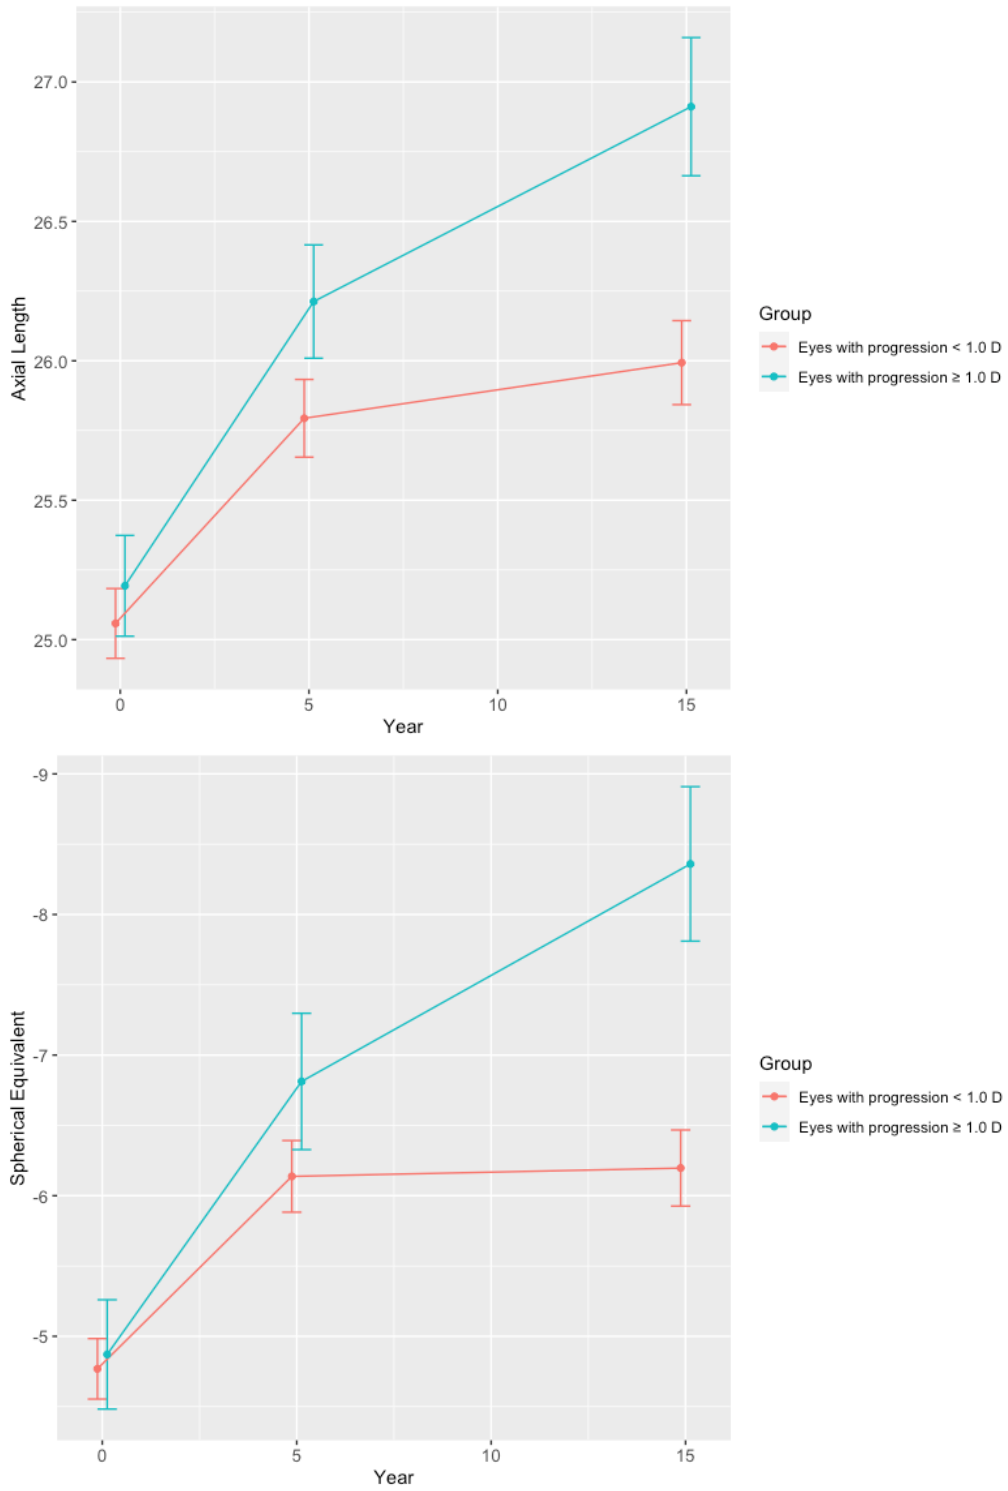 27.0
26.5
26.0
25.5
25.0
Axial Length
0 5 10 15
Year
Group
Eyes with progression < 1.0 D
Eyes with progression ≥ 1.0 D
-9
-8
-7
-6
-5
Spherical Equivalent
0 5 10 15
Year
Group
Eyes with progression < 1.0 D
Eyes with progression ≥ 1.0 D